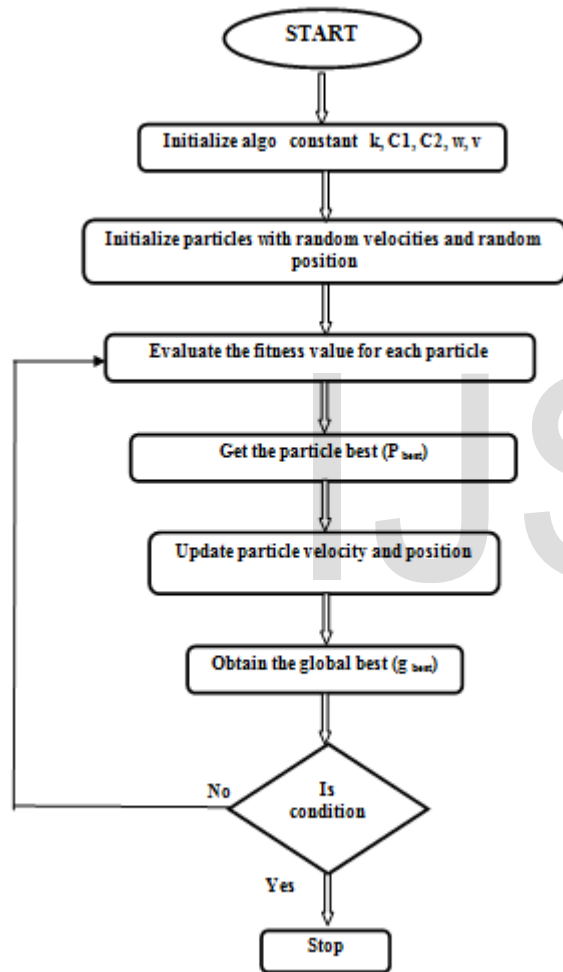 START
Initialize algo constant k, C1, C2, w, v
Initialize particles with random velocities and random
position
Evaluate the fitness value for each particle
Get the particle best (P best)
Update particle velocity and position
Obtain the global best (g best)
No
Is
condition
Yes
Stop
IJS